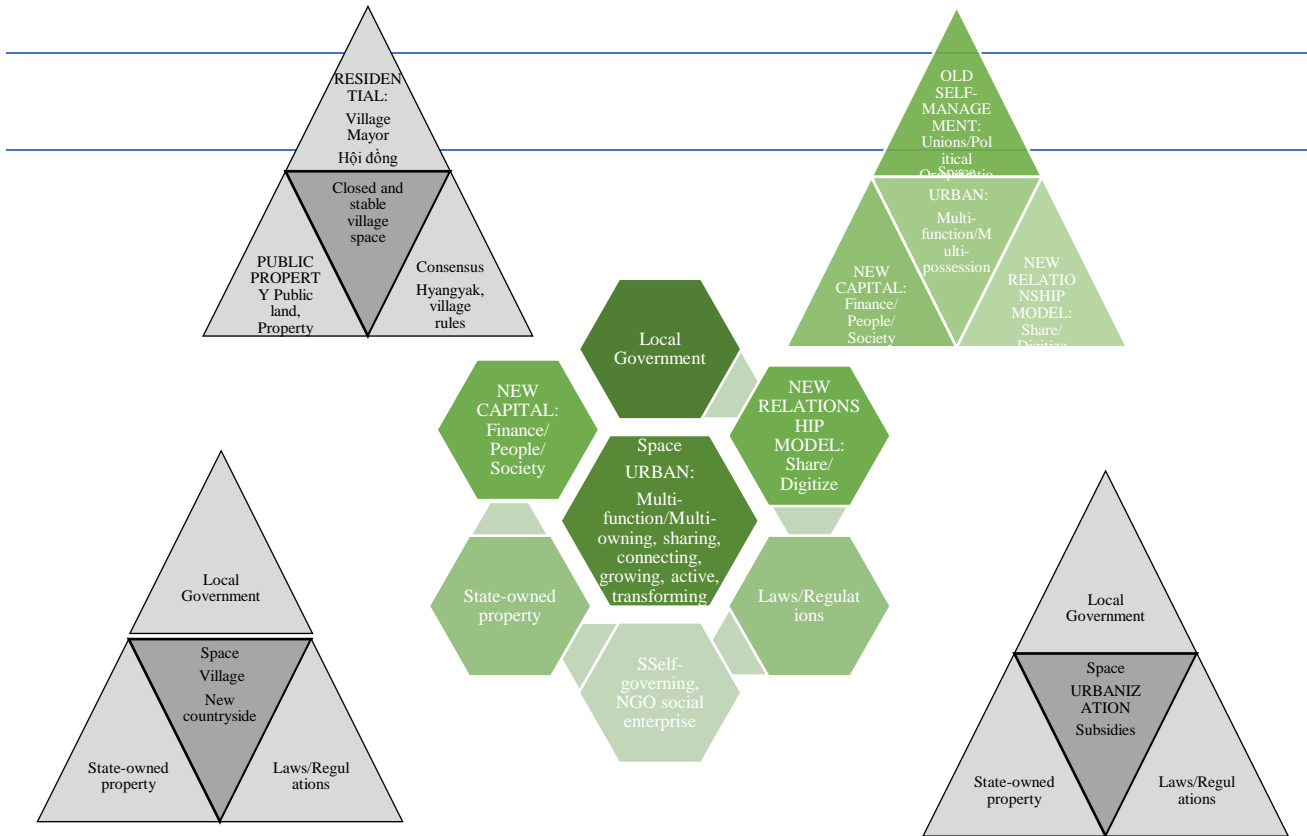 RESIDEN
TIAL:
Village
Mayor
Hội đồng
Closed and
stable
village
space
PUBLIC
PROPERT
Y Public
land,
Property
Consensus
Hyangyak,
village
rules
OLD
SELF-
MANAGE
MENT:
Unions/Pol
itical
Space
URBAN:
Multi-
function/M
ulti-
possession
NEW
CAPITAL:
Finance/
People/
Society
NEW
RELATIO
NSHIP
MODEL:
Share/
Digitize
Local
Government
NEW
CAPITAL:
Finance/
People/
Society
NEW
RELATIONS
HIP
MODEL:
Share/
Digitize
Space
URBAN:
Multi-
function/Multi-
owning, sharing,
connecting,
growing, active,
transforming
State-owned
property
Laws/Regulat
ions
SSelf-
governing,
NGO social
enterprise
Local
Government
Space
Village
New
countryside
State-owned
property
Laws/Regul
ations
Local
Government
Space
URBANIZ
ATION
Subsidies
State-owned
property
Laws/Regul
ations